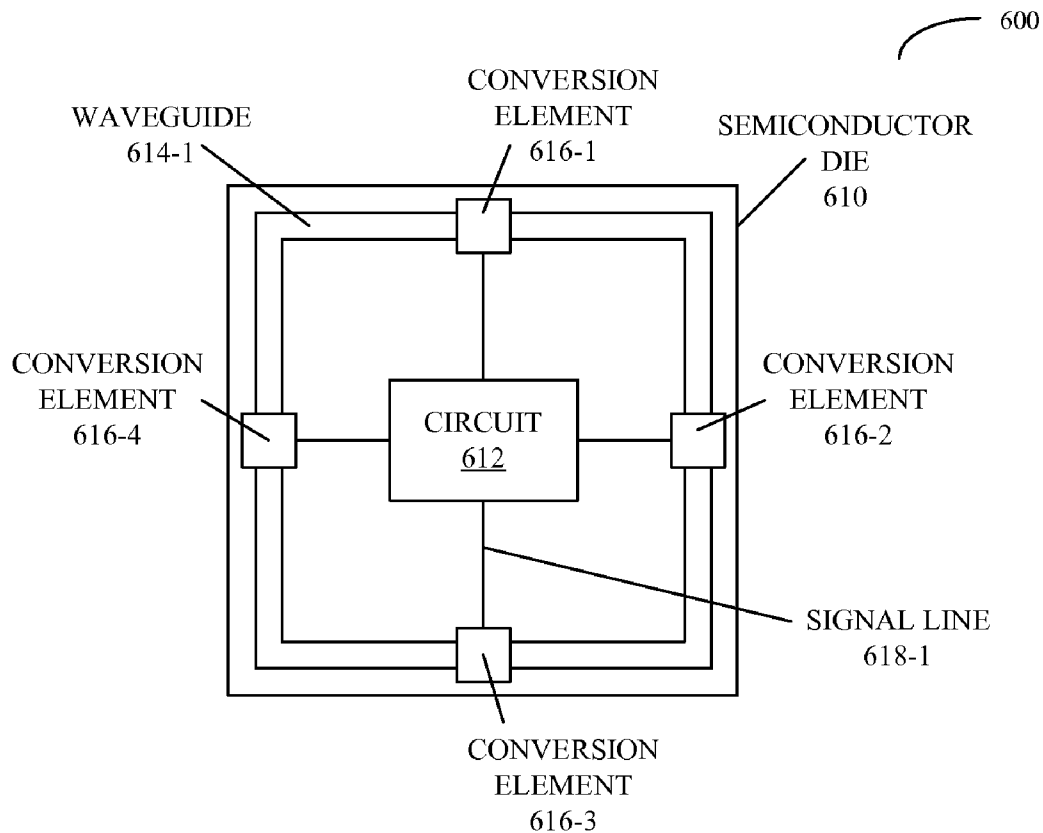 600
CONVERSION
ELEMENT
616-1
WAVEGUIDE
614-1
SEMICONDUCTOR
DIE
610
CONVERSION
ELEMENT
616-4
CIRCUIT
612
CONVERSION
ELEMENT
616-2
SIGNAL LINE
618-1
CONVERSION
ELEMENT
616-3